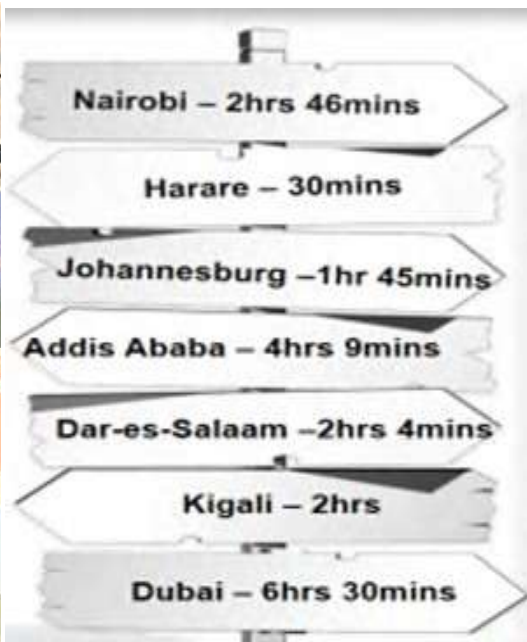 Nairobi – 2hrs 46mins
Harare – 30mins
Johannesburg –1hr 45mins
Addis Ababa – 4hrs 9mins
Dar-es-Salaam –2hrs 4mins
Kigali – 2hrs
Dubai – 6hrs 30mins